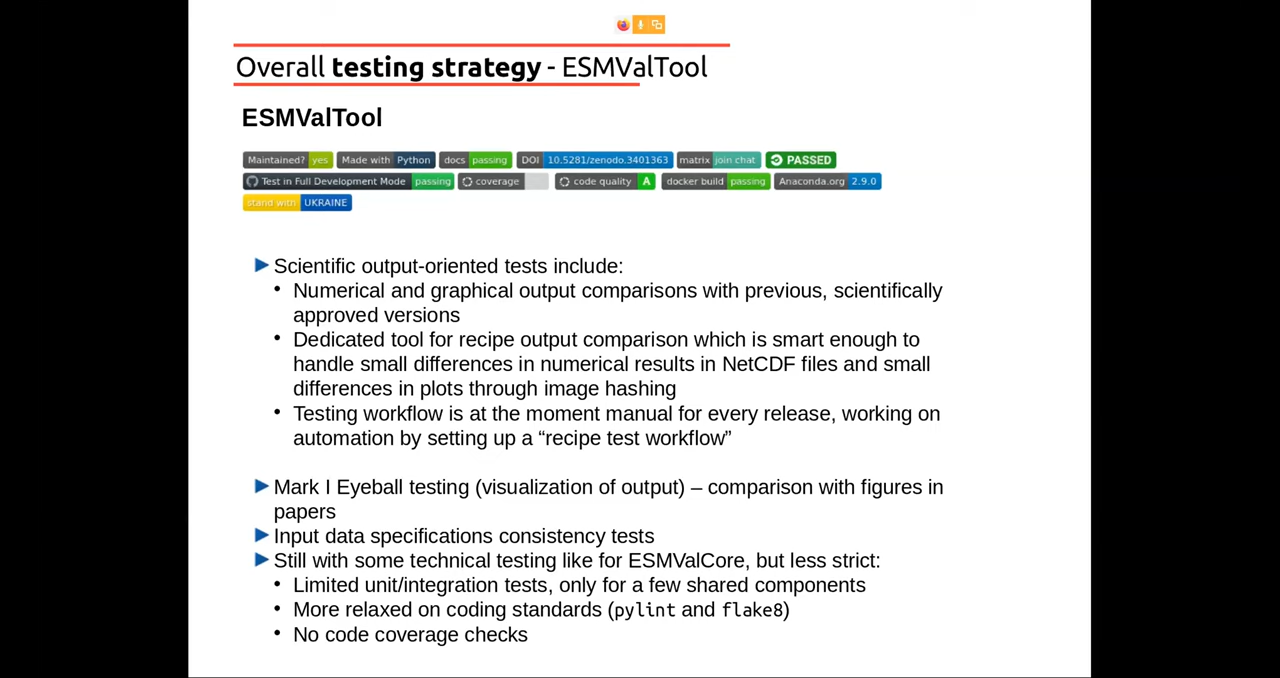 Overall testing strategy - ESMValTool
ESMValTool
Maintained? yes Made with Python docs passing DOI 10.5281/zenodo.3401363 matrix join chat PASSED
Test in Full Development Mode passing coverage code quality A docker build passing Anaconda.org 2.9.0
stand with UKRAINE
Scientific output-oriented tests include:
• Numerical and graphical output comparisons with previous, scientifically
approved versions
• Dedicated tool for recipe output comparison which is smart enough to
handle small differences in numerical results in NetCDF files and small
differences in plots through image hashing
• Testing workflow is at the moment manual for every release, working on
automation by setting up a “recipe test workflow”
Mark I Eyeball testing (visualization of output) – comparison with figures in
papers
Input data specifications consistency tests
Still with some technical testing like for ESMValCore, but less strict:
• Limited unit/integration tests, only for a few shared components
• More relaxed on coding standards (pylint and flake8)
• No code coverage checks